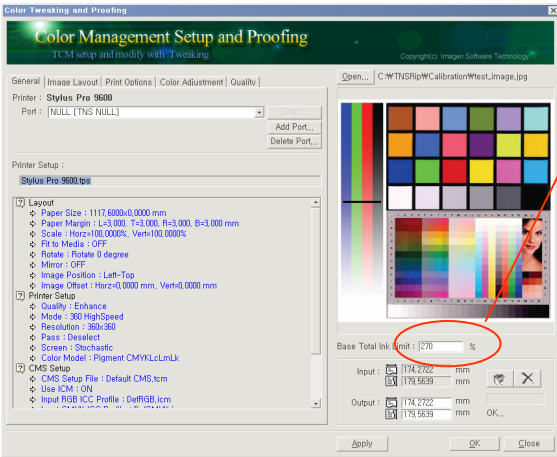 Color Tweaking and Proofing
Color Management Setup and Proofing
TCM setup and modify with Tweaking
Copyright(c) Imagen Software Technology
General Image Layout Print Options Color Adjustment Quality
Open... C:₩TNSRip₩Calibration₩test_image.jpg
Printer : Stylus Pro 9600
Port : NULL [TNS NULL]
Setup...
Add Port...
Delete Port...
Printer Setup :
Stylus Pro 9600.tps
Layout
Paper Size : 1117,6000x0,0000 mm
Paper Margin : L=3,000, T=3,000, R=3,000, B=3,000 mm
Scale : Horz=100,0000%, Vert=100,0000%
Fit to Media : OFF
Rotate : Rotate 0 degree
Mirror : OFF
Image Position : Left-Top
Image Offset : Horz=0,0000 mm, Vert=0,0000 mm
Printer Setup
Quality : Enhance
Mode : 360 HighSpeed
Resolution : 360x360
Pass : Deselect
Screen : Stochastic
Color Model : Pigment CMYKLcLmLk
CMS Setup
CMS Setup File : Default CMS,tcm
Use ICM : ON
Input RGB ICC Profile : DefRGB,icm
Base Total Ink Limit : 270 %
Input : 174,2722 mm
179,5639 mm
Output : 174,2722 mm
179,5639 mm
OK,,,
Apply OK Close